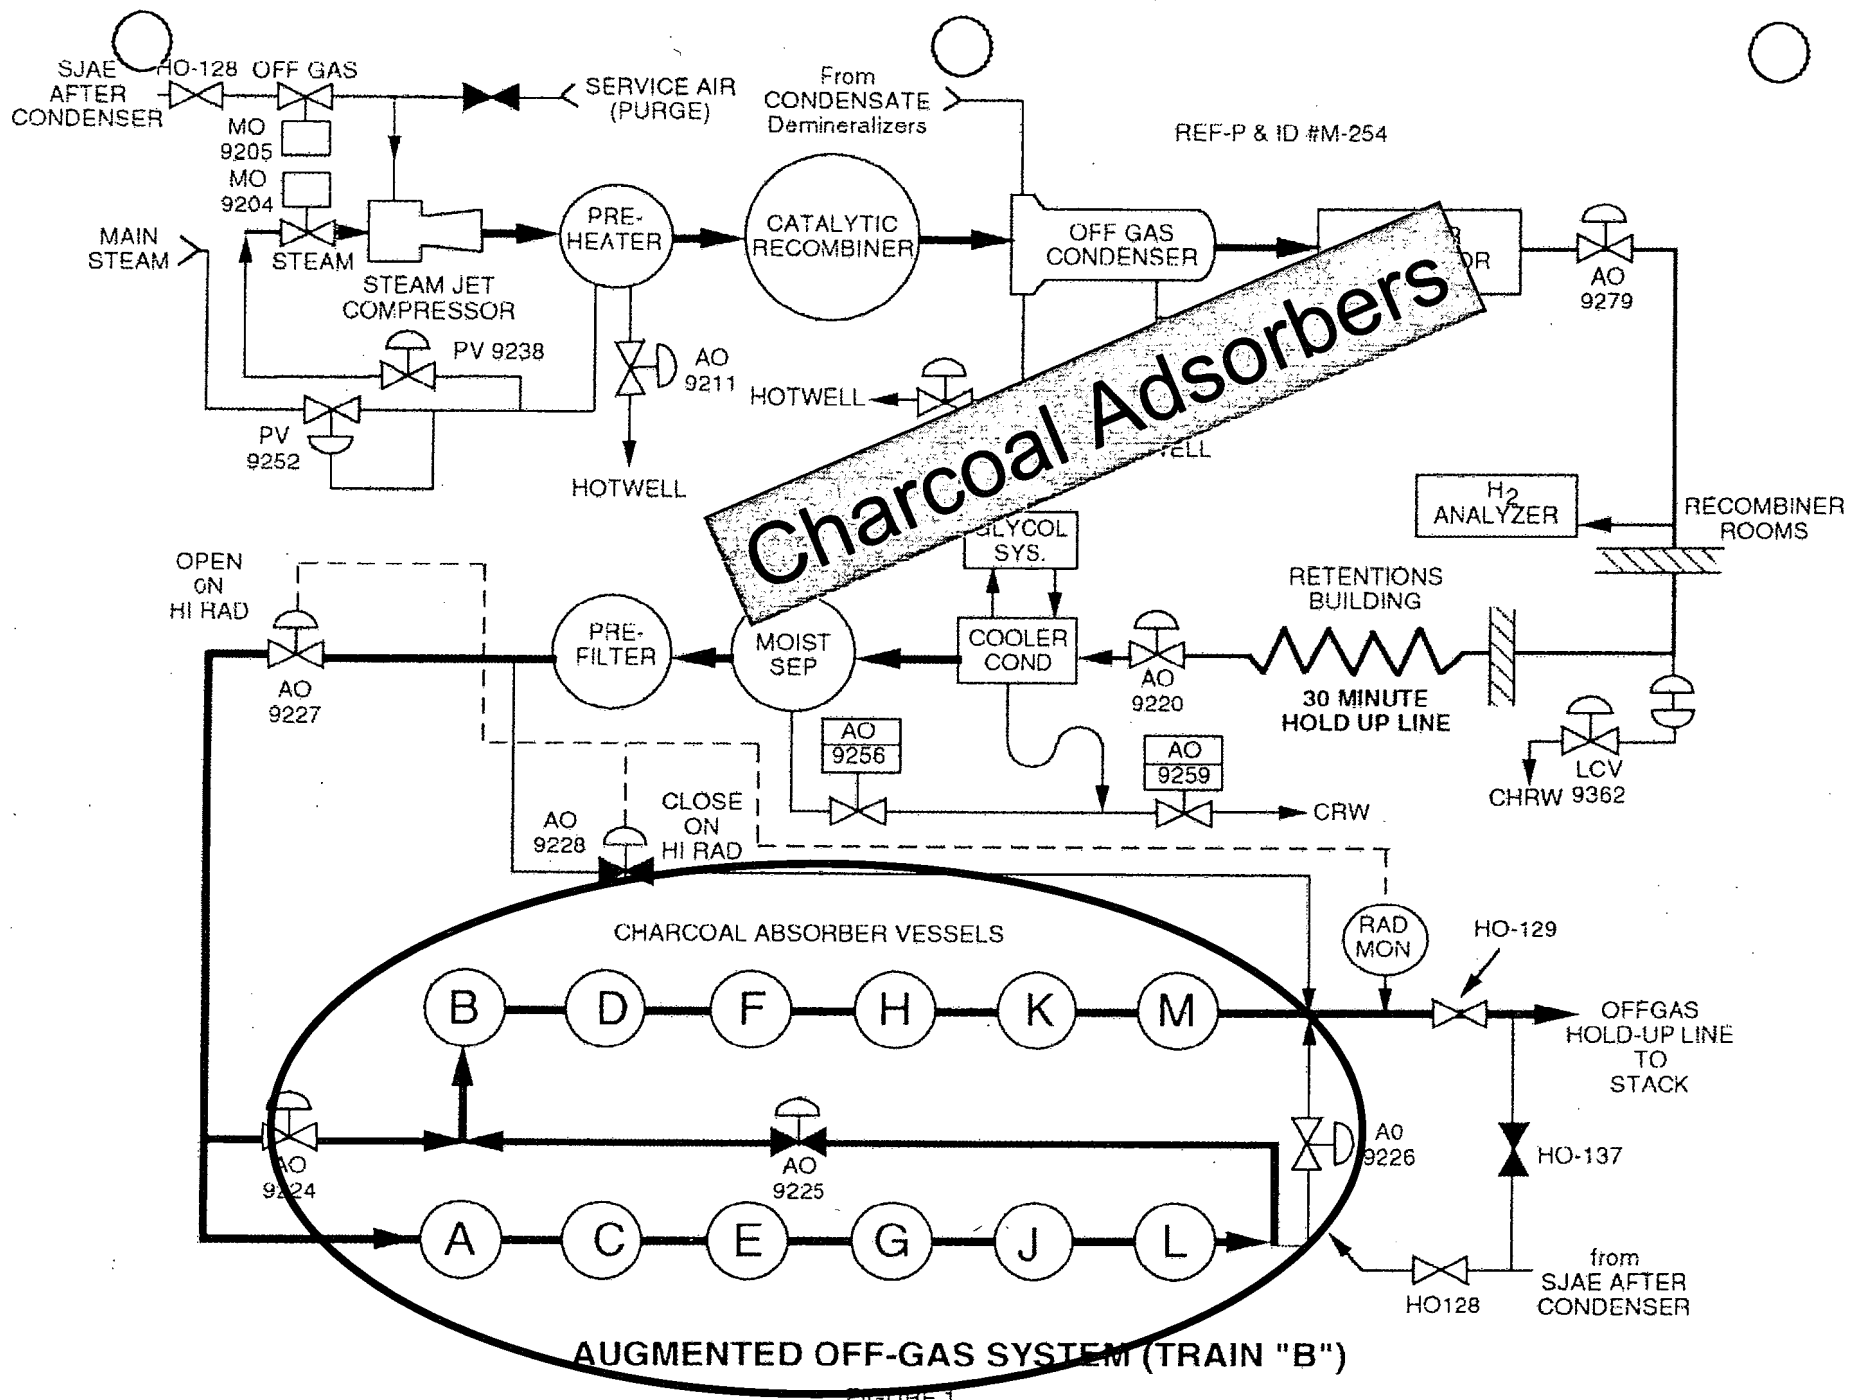 SJAE
AFTER
CONDENSER
HO-128
OFF GAS
MO
9205
SERVICE AIR
(PURGE)
From
CONDENSATE
Demineralizers
REF-P & ID #M-254
MO
9204
MAIN
STEAM
STEAM
STEAM JET
COMPRESSOR
PRE-
HEATER
CATALYTIC
RECOMBINER
OFF GAS
CONDENSER
AO
9279
PV 9238
AO
9211
HOTWELL
PV
9252
HOTWELL
Charcoal Adsorbers
H2
ANALYZER
RECOMBINER
ROOMS
GLYCOL
SYS.
OPEN
ON
HI RAD
AO
9227
PRE-
FILTER
MOIST
SEP
COOLER
COND
AO
9220
RETENTIONS
BUILDING
30 MINUTE
HOLD UP LINE
AO
9256
AO
9259
CRW
LCV
9362
CHRW
AO
9228
CLOSE
ON
HI RAD
CHARCOAL ABSORBER VESSELS
RAD
MON
HO-129
B D F H K M
OFFGAS
HOLD-UP LINE
TO
STACK
AO
9224
AO
9225
A0
9226
HO-137
A C E G J L
HO128
from
SJAE AFTER
CONDENSER
AUGMENTED OFF-GAS SYSTEM (TRAIN "B")
FIGURE 1